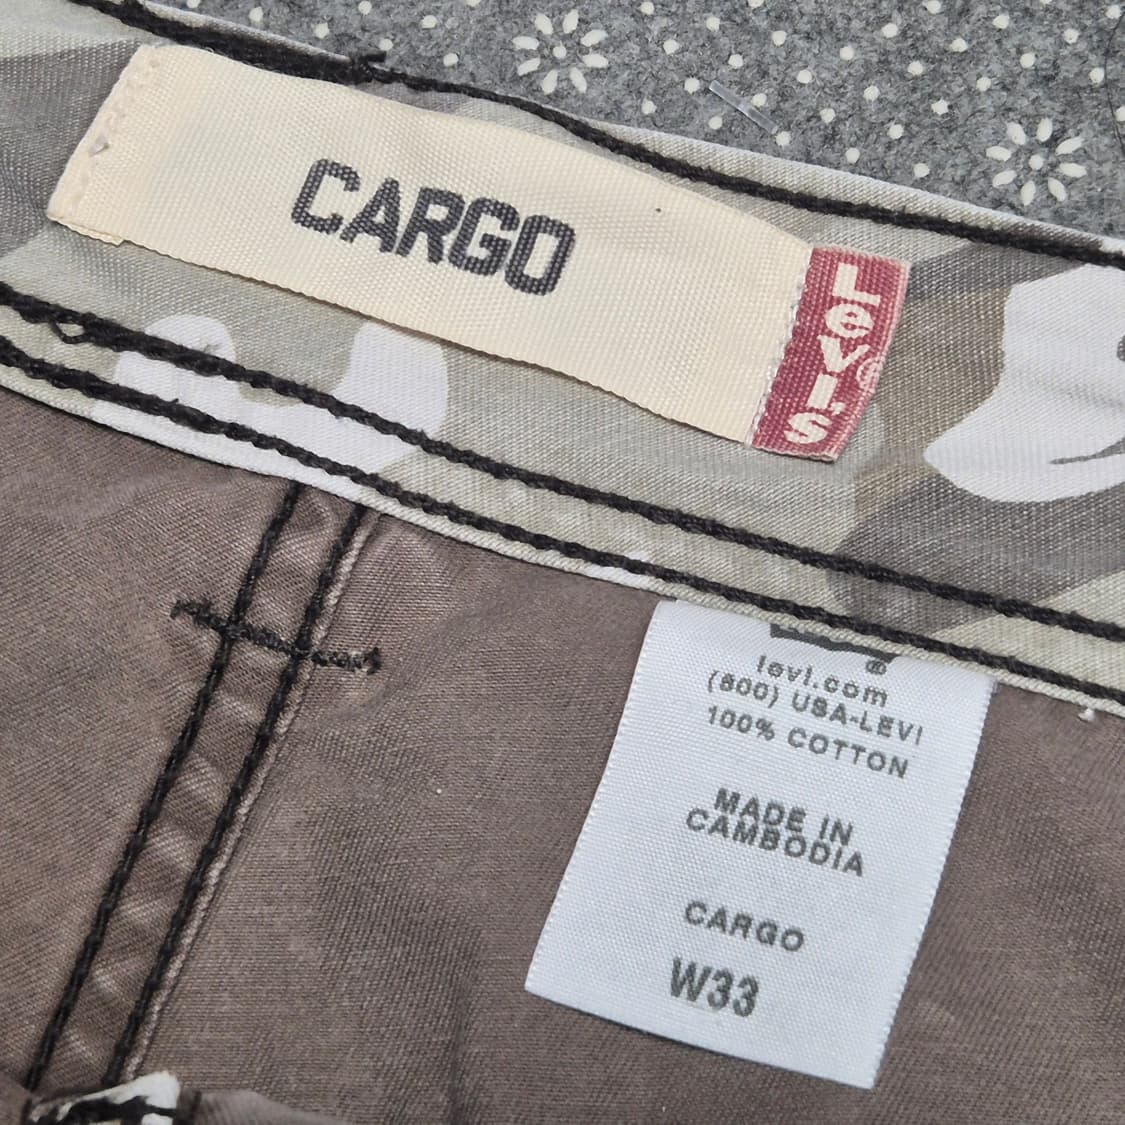 CARGO
Levi's
®
levi.com
(800) USA-LEVI
100% COTTON
MADE IN
CAMBODIA
CARGO
W33